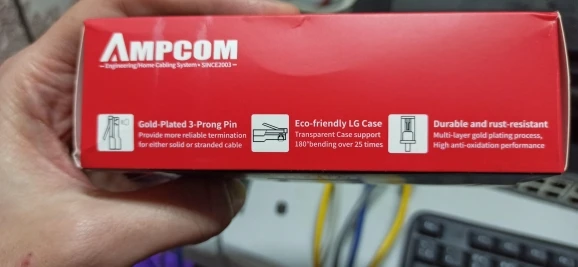 AMPCOM
Engineering/Home Cabling System • SINCE2003
Gold-Plated 3-Prong Pin
Provide more reliable termination
for either solid or stranded cable
Eco-friendly LG Case
Transparent Case support
180°bending over 25 times
Durable and rust-resistant
Multi-layer gold plating process,
High anti-oxidation performance